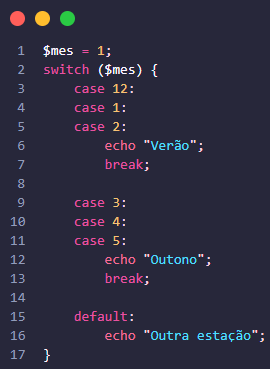 1 $mes = 1;
2 switch ($mes) {
3     case 12:
4     case 1:
5     case 2:
6         echo "Verão";
7         break;
8
9     case 3:
10     case 4:
11     case 5:
12         echo "Outono";
13         break;
14
15     default:
16         echo "Outra estação";
17 }